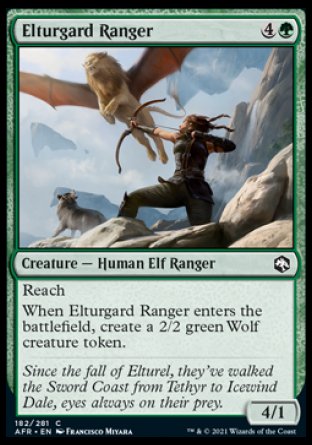 Elturgard Ranger 4
Creature — Human Elf Ranger
Reach
When Elturgard Ranger enters the
battlefield, create a 2/2 green Wolf
creature token.
Since the fall of Elturel, they've walked
the Sword Coast from Tethyr to Icewind
Dale, eyes always on their prey.
4/1
182/281 C
AFR • EN Francisco Miyara ™ & © 2021 Wizards of the Coast